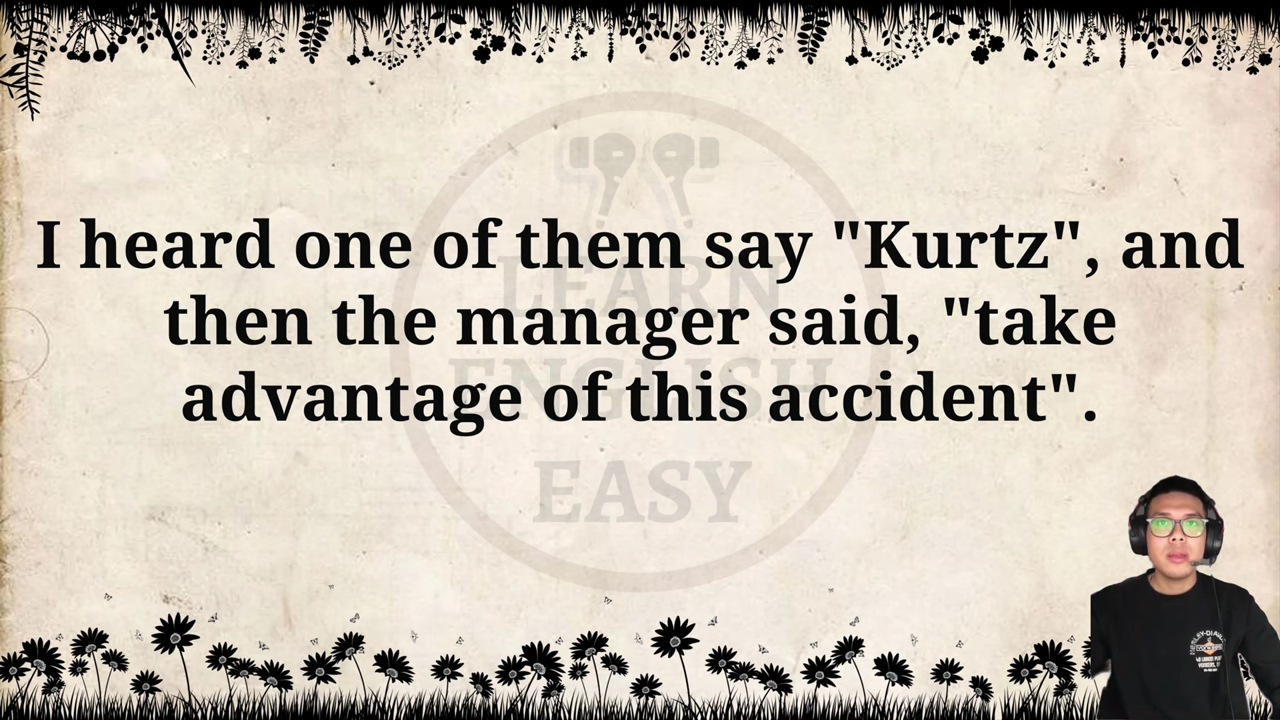 I heard one of them say "Kurtz", and
then the manager said, "take
advantage of this accident".
LEARN
ENGLISH
EASY